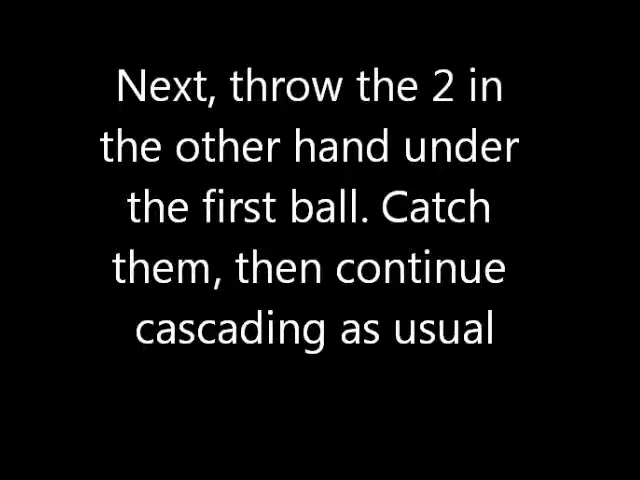 Next, throw the 2 in
the other hand under
the first ball. Catch
them, then continue
cascading as usual